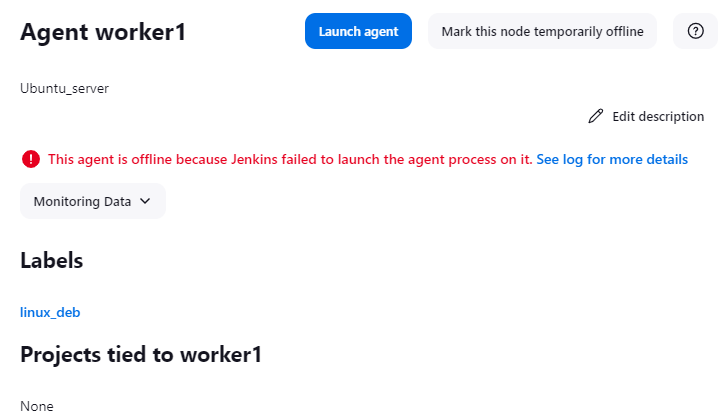 Agent worker1
Launch agent
Mark this node temporarily offline
?
Ubuntu_server
Edit description
! This agent is offline because Jenkins failed to launch the agent process on it. See log for more details
Monitoring Data
Labels
linux_deb
Projects tied to worker1
None